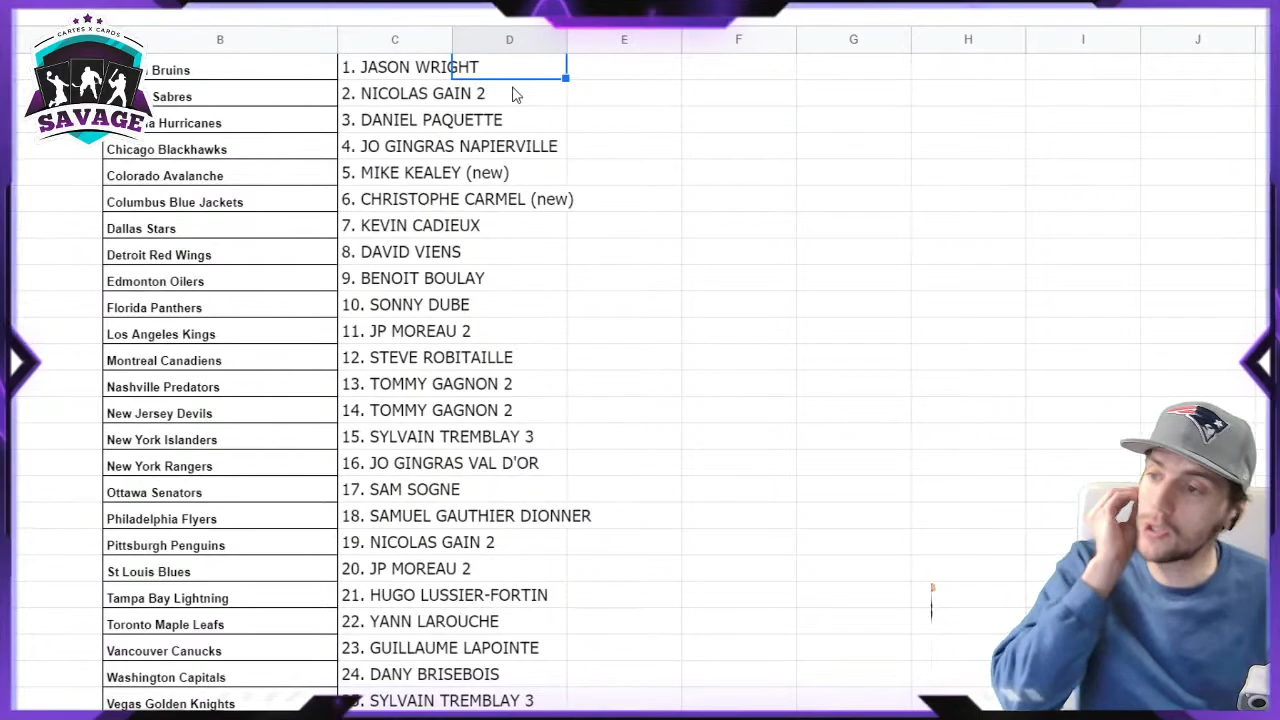 CARTES X CARDS
SAVAGE
B C D E F G H I J
Bruins 1. JASON WRIGHT
Sabres 2. NICOLAS GAIN 2
Hurricanes 3. DANIEL PAQUETTE
Chicago Blackhawks 4. JO GINGRAS NAPIERVILLE
Colorado Avalanche 5. MIKE KEALEY (new)
Columbus Blue Jackets 6. CHRISTOPHE CARMEL (new)
Dallas Stars 7. KEVIN CADIEUX
Detroit Red Wings 8. DAVID VIENS
Edmonton Oilers 9. BENOIT BOULAY
Florida Panthers 10. SONNY DUBE
Los Angeles Kings 11. JP MOREAU 2
Montreal Canadiens 12. STEVE ROBITAILLE
Nashville Predators 13. TOMMY GAGNON 2
New Jersey Devils 14. TOMMY GAGNON 2
New York Islanders 15. SYLVAIN TREMBLAY 3
New York Rangers 16. JO GINGRAS VAL D'OR
Ottawa Senators 17. SAM SOGNE
Philadelphia Flyers 18. SAMUEL GAUTHIER DIONNER
Pittsburgh Penguins 19. NICOLAS GAIN 2
St Louis Blues 20. JP MOREAU 2
Tampa Bay Lightning 21. HUGO LUSSIER-FORTIN
Toronto Maple Leafs 22. YANN LAROUCHE
Vancouver Canucks 23. GUILLAUME LAPOINTE
Washington Capitals 24. DANY BRISEBOIS
Vegas Golden Knights 25. SYLVAIN TREMBLAY 3